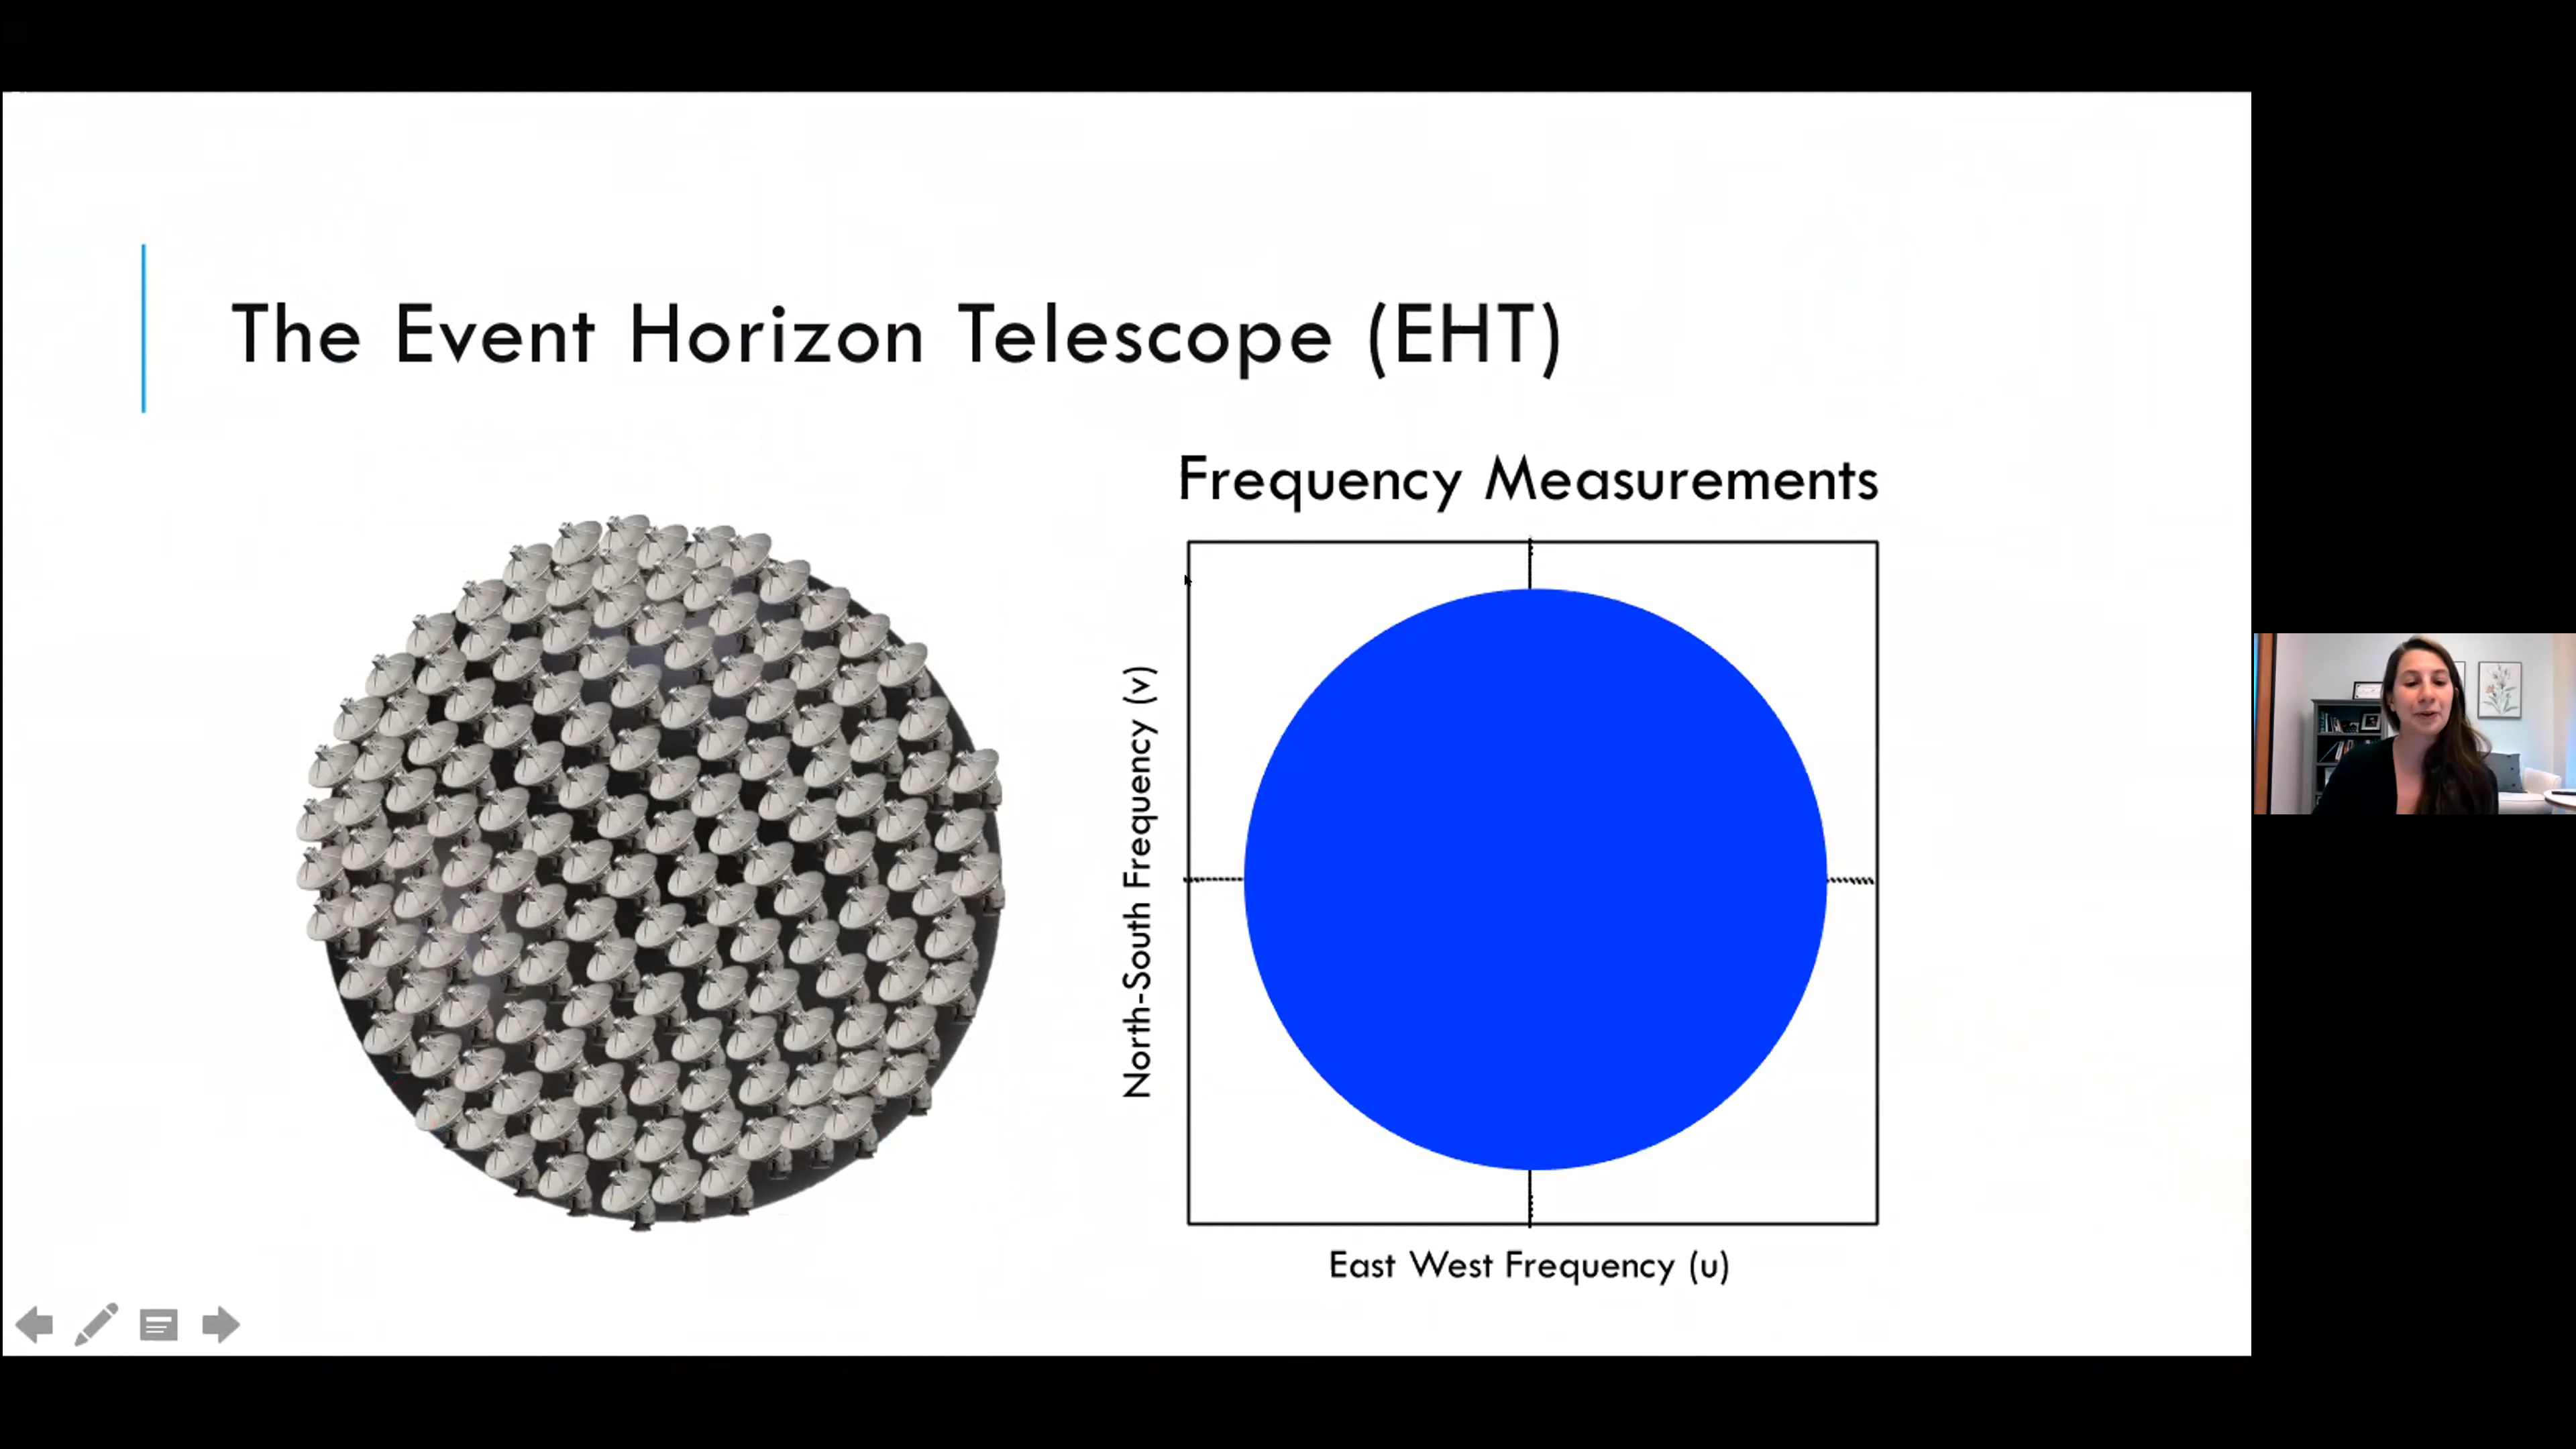 The Event Horizon Telescope (EHT)
Frequency Measurements
North-South Frequency (v)
East West Frequency (u)